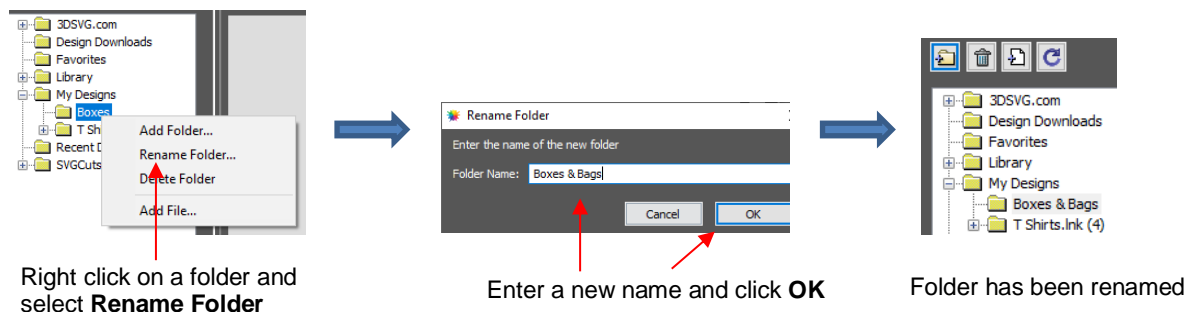 3DSVG.com
Design Downloads
Favorites
Library
My Designs
Boxes
T Sh
Recent D
SVGCuts
Add Folder...
Rename Folder...
Delete Folder
Add File...
Right click on a folder and
select Rename Folder
Rename Folder
Enter the name of the new folder
Folder Name: Boxes & Bags
Cancel OK
Enter a new name and click OK
3DSVG.com
Design Downloads
Favorites
Library
My Designs
Boxes & Bags
T Shirts.lnk (4)
Folder has been renamed